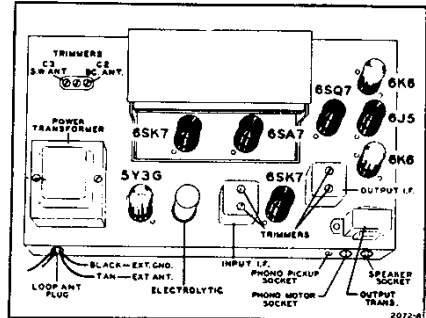 TRIMMERS
C3
S.W. ANT.
C2
BC. ANT.
POWER
TRANSFORMER
6SK7
6SA7
6SQ7
6K6
6J5
6K6
5Y3G
6SK7
OUTPUT I.F.
TRIMMERS
INPUT I.F.
ELECTROLYTIC
BLACK EXT. GND.
TAN EXT ANT.
LOOP ANT
PLUG
PHONO PICKUP
SOCKET
PHONO MOTOR
SOCKET
SPEAKER
SOCKET
OUTPUT
TRANS.
2072-A